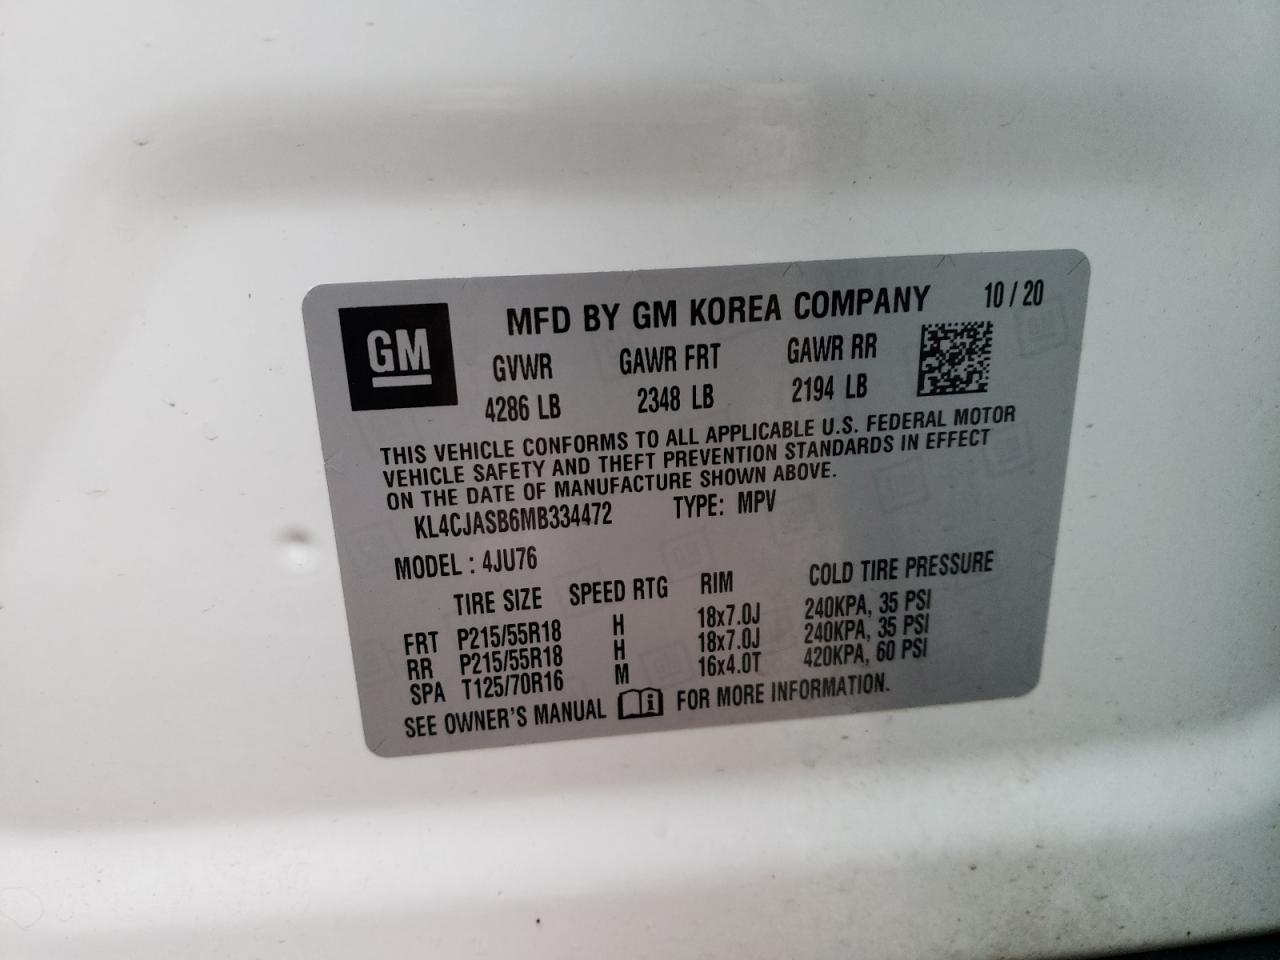 GM
MFD BY GM KOREA COMPANY 10 / 20
GVWR GAWR FRT GAWR RR
4286 LB 2348 LB 2194 LB
THIS VEHICLE CONFORMS TO ALL APPLICABLE U.S. FEDERAL MOTOR
VEHICLE SAFETY AND THEFT PREVENTION STANDARDS IN EFFECT
ON THE DATE OF MANUFACTURE SHOWN ABOVE.
KL4CJASB6MB334472 TYPE: MPV
MODEL : 4JU76
TIRE SIZE SPEED RTG RIM COLD TIRE PRESSURE
FRT P215/55R18 H 18x7.0J 240KPA, 35 PSI
RR P215/55R18 H 18x7.0J 240KPA, 35 PSI
SPA T125/70R16 M 16x4.0T 420KPA, 60 PSI
SEE OWNER'S MANUAL i FOR MORE INFORMATION.